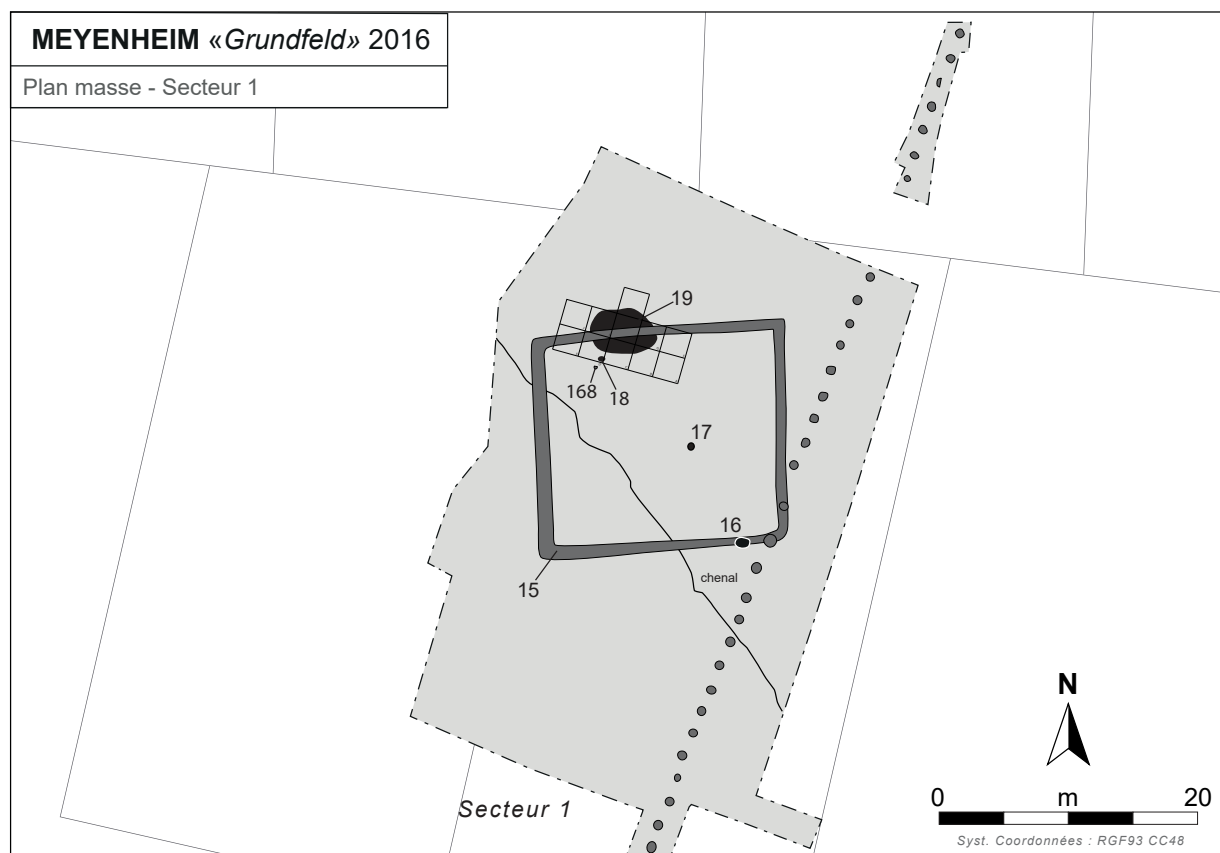 MEYENHEIM «Grundfeld» 2016
Plan masse - Secteur 1
19
168
18
17
16
15
chenal
Secteur 1
N
0 m 20
Syst. Coordonnées : RGF93 CC48